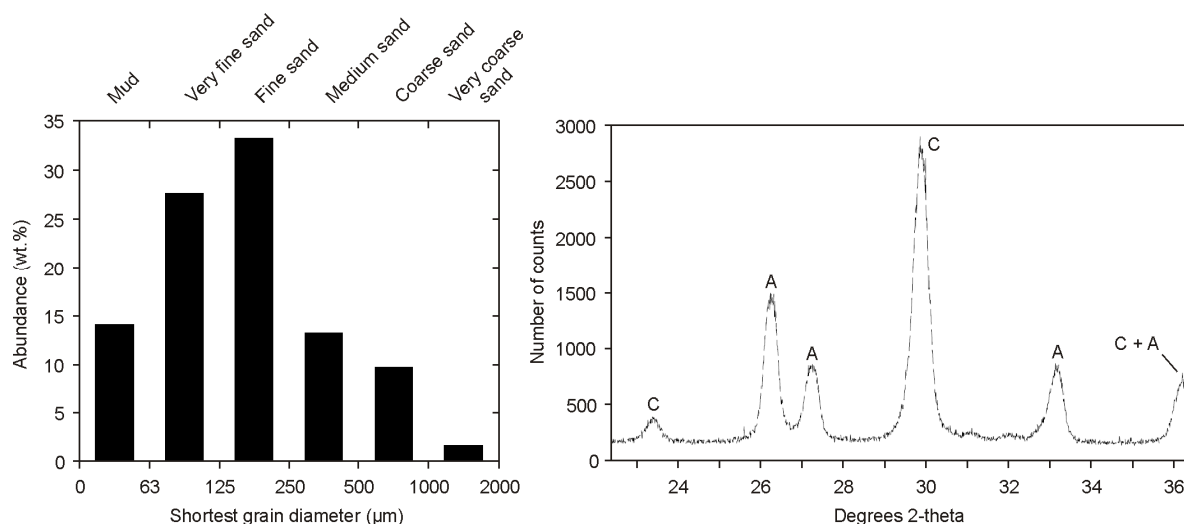 Mud
Very fine sand
Fine sand
Medium sand
Coarse sand
Very coarse
sand
35
30
25
20
15
10
5
0
Abundance (wt.%)
0 63 125 250 500 1000 2000
Shortest grain diameter (µm)
3000
2500
2000
1500
1000
500
0
Number of counts
C
A
A
C
A
C + A
24 26 28 30 32 34 36
Degrees 2-theta